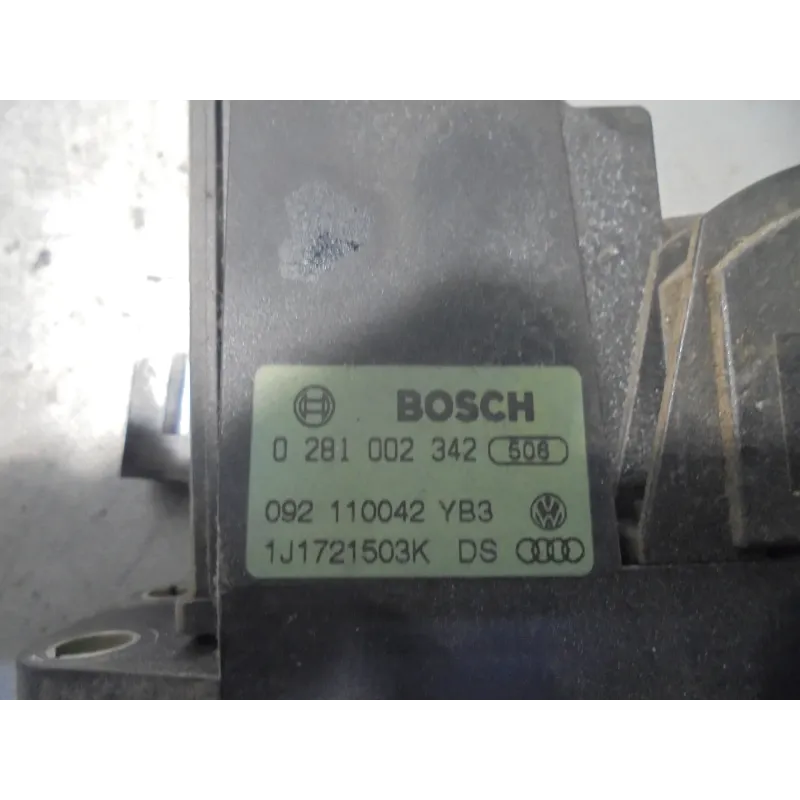 BOSCH
0 281 002 342 506
092 110042 YB3
1J1721503K DS